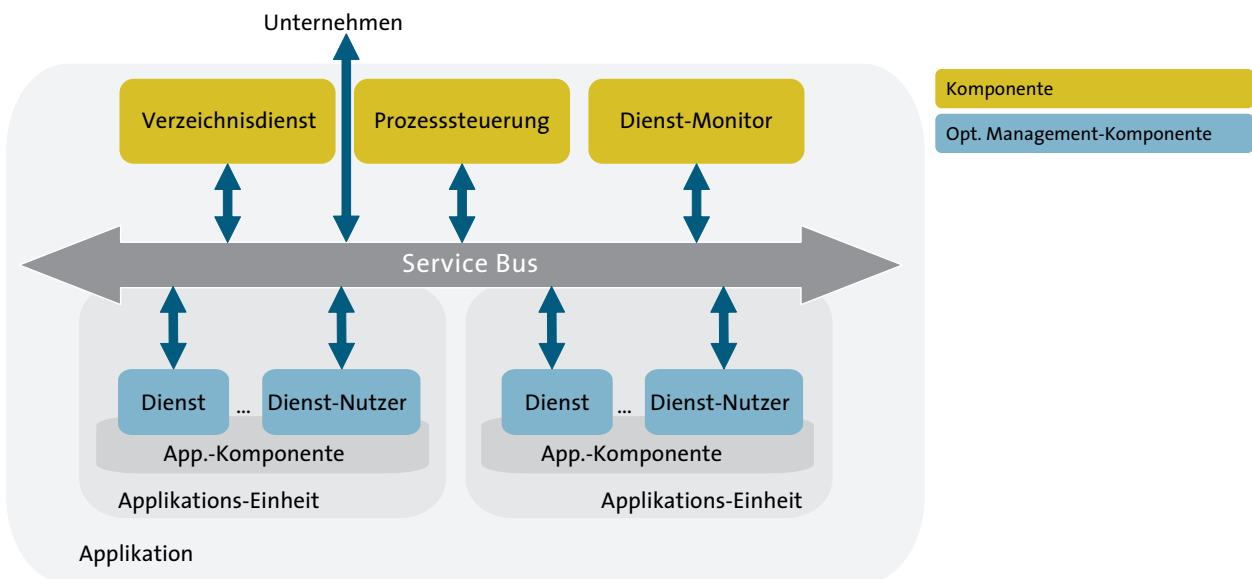 Unternehmen
Verzeichnisdienst
Prozesssteuerung
Dienst-Monitor
Komponente
Opt. Management-Komponente
Service Bus
Dienst
...
Dienst-Nutzer
App.-Komponente
Applikations-Einheit
Dienst
...
Dienst-Nutzer
App.-Komponente
Applikations-Einheit
Applikation